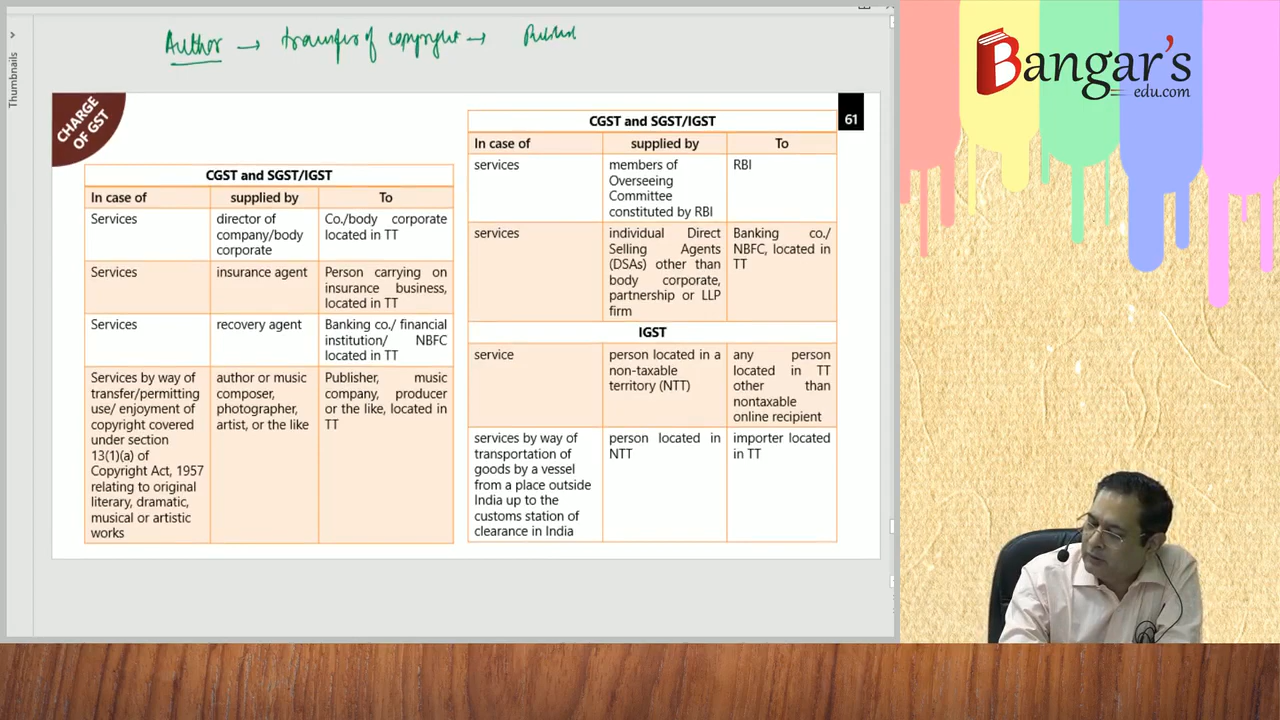 Thumbnails
Author → transfer of copyright →
CHARGE
OF GST
CGST and SGST/IGST
In case of supplied by To
Services director of Co./body corporate
company/body located in TT
corporate
Services insurance agent Person carrying on
insurance business,
located in TT
Services recovery agent Banking co./ financial
institution/ NBFC
located in TT
Services by way of author or music Publisher, music
transfer/permitting composer, company, producer
use/ enjoyment of photographer, or the like, located in
copyright covered artist, or the like TT
under section
13(1)(a) of
Copyright Act, 1957
relating to original
literary, dramatic,
musical or artistic
works
61
CGST and SGST/IGST
In case of supplied by To
services members of RBI
Overseeing
Committee
constituted by RBI
services individual Direct Banking co./
Selling Agents NBFC, located in
(DSAs) other than TT
body corporate,
partnership or LLP
firm
IGST
service person located in a any person
non-taxable located in TT
territory (NTT) other than
nontaxable
online recipient
services by way of person located in importer located
transportation of NTT in TT
goods by a vessel
from a place outside
India up to the
customs station of
clearance in India
Bangar's
edu.com